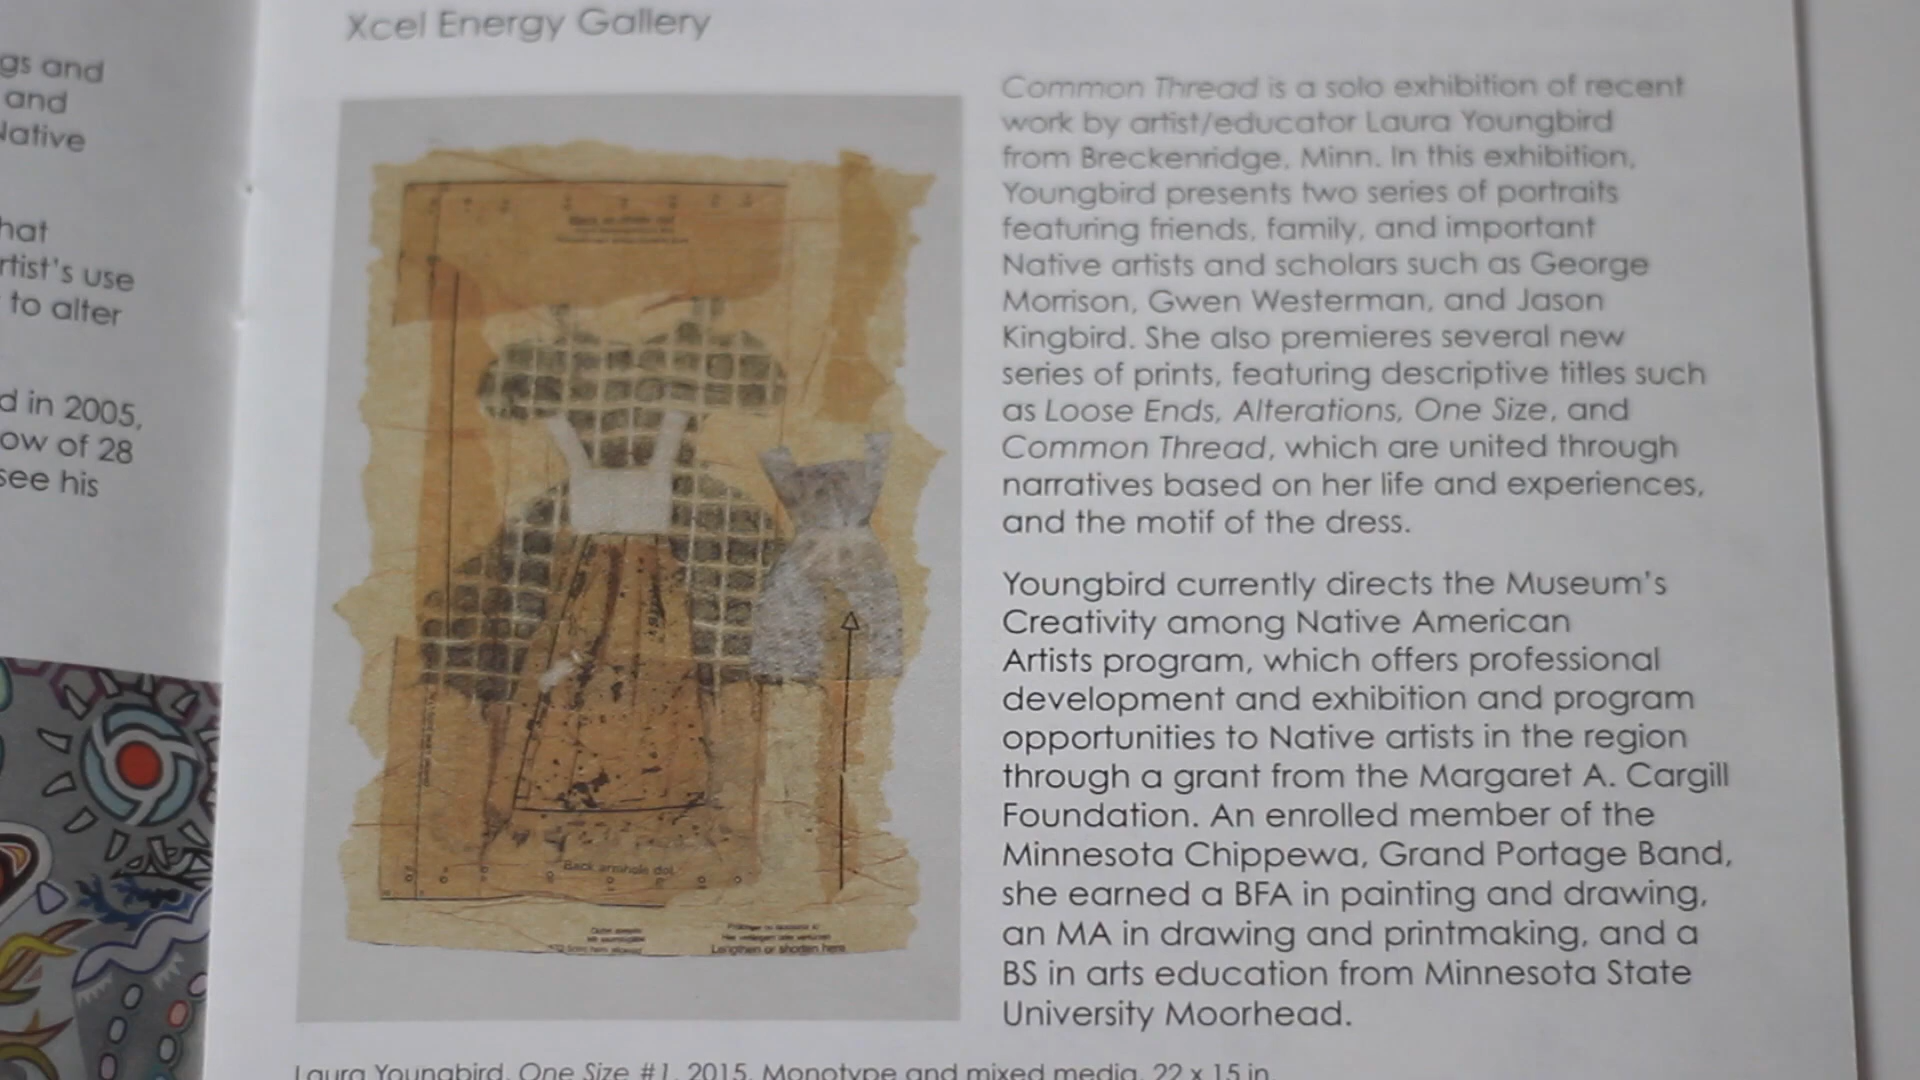 gs and
and
Native
hat
rtist's use
to alter
d in 2005,
ow of 28
see his
Xcel Energy Gallery
Back armhole dot
Lengthen or shorten here
Common Thread is a solo exhibition of recent
work by artist/educator Laura Youngbird
from Breckenridge, Minn. In this exhibition,
Youngbird presents two series of portraits
featuring friends, family, and important
Native artists and scholars such as George
Morrison, Gwen Westerman, and Jason
Kingbird. She also premieres several new
series of prints, featuring descriptive titles such
as Loose Ends, Alterations, One Size, and
Common Thread, which are united through
narratives based on her life and experiences,
and the motif of the dress.
Youngbird currently directs the Museum's
Creativity among Native American
Artists program, which offers professional
development and exhibition and program
opportunities to Native artists in the region
through a grant from the Margaret A. Cargill
Foundation. An enrolled member of the
Minnesota Chippewa, Grand Portage Band,
she earned a BFA in painting and drawing,
an MA in drawing and printmaking, and a
BS in arts education from Minnesota State
University Moorhead.
Laura Youngbird, One Size #1, 2015, Monotype and mixed media, 22 x 15 in.